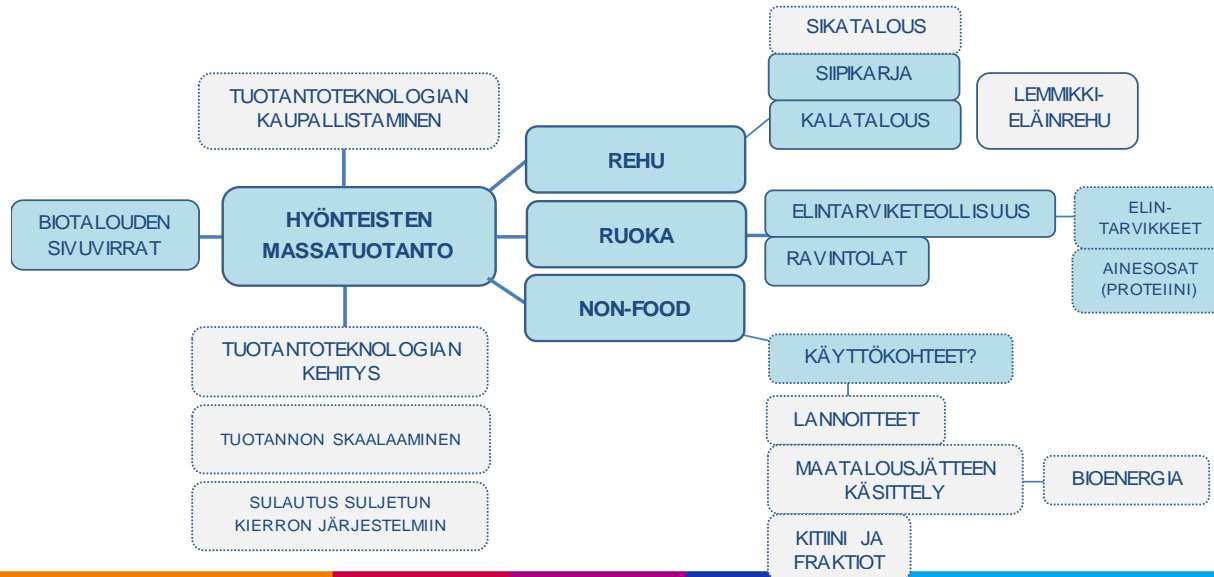 SIKATALOUS
SIIPIKARJA
KALATALOUS
LEMMIKKI-
ELÄINREHU
TUOTANTOTEKNOLOGIAN
KAUPALLISTAMINEN
REHU
BIOTALOUDEN
SIVUVIRRAT
HYÖNTEISTEN
MASSATUOTANTO
RUOKA
ELINTARVIKETEOLLISUUS
RAVINTOLAT
ELIN-
TARVIKKEET
AINESOSAT
(PROTEIINI)
NON-FOOD
TUOTANTOTEKNOLOGIAN
KEHITYS
TUOTANNON SKAALAAMINEN
SULAUTUS SULJETUN
KIERRON JÄRJESTELMIIN
KÄYTTÖKOHTEET?
LANNOITTEET
MAATALOUSJÄTTEEN
KÄSITTELY
BIOENERGIA
KITIINI JA
FRAKTIOT